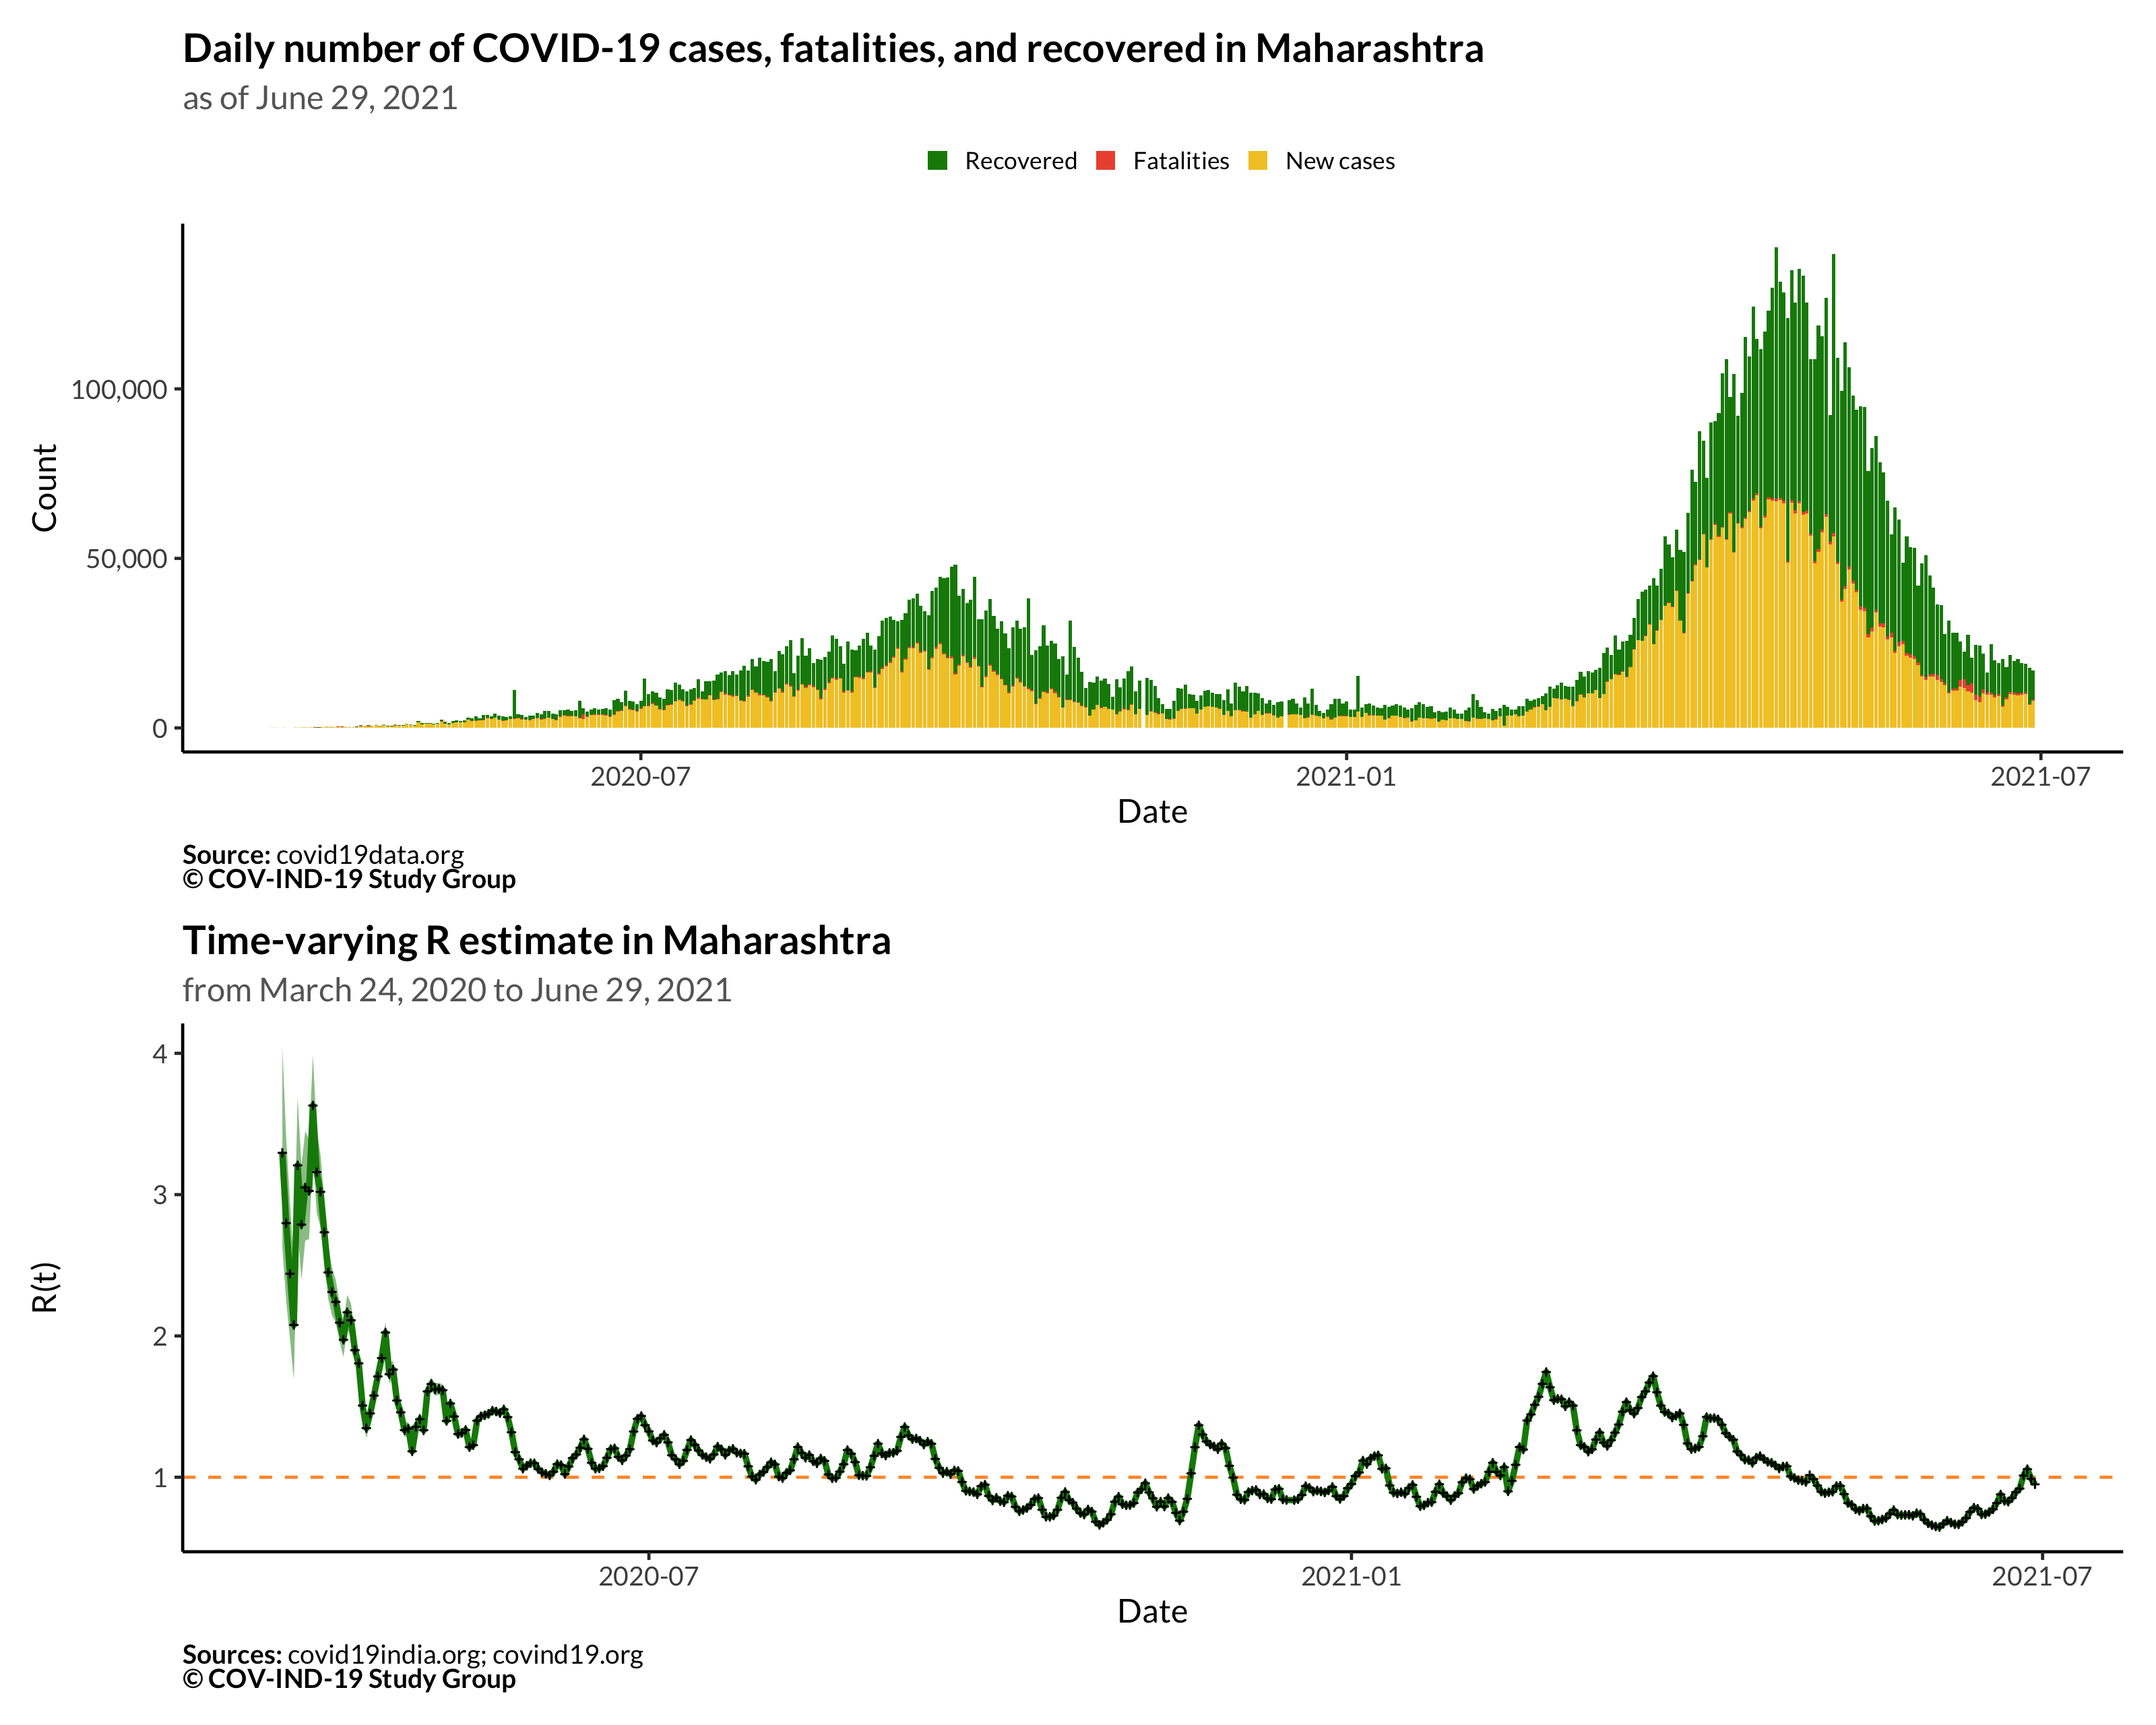 Daily number of COVID-19 cases, fatalities, and recovered in Maharashtra
as of June 29, 2021
Recovered Fatalities New cases
Count
100,000
50,000
0
2020-07 2021-01 2021-07
Date
Source: covid19data.org
© COV-IND-19 Study Group
Time-varying R estimate in Maharashtra
from March 24, 2020 to June 29, 2021
R(t)
4
3
2
1
2020-07 2021-01 2021-07
Date
Sources: covid19india.org; covind19.org
© COV-IND-19 Study Group